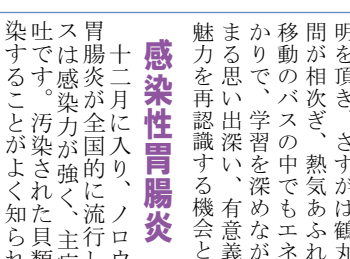 明を頂き、さすがは鶴丸
問が相次ぎ、熱気あふれ
移動のバスの中でもエネ
かりで、学習を深めなが
まる思い出深い、有意義
魅力を再認識する機会と
感染性胃腸炎
十二月に入り、ノロウ
胃腸炎が全国的に流行し
スは感染力が強く、主症
吐です。汚染された貝類
染することがよく知られ